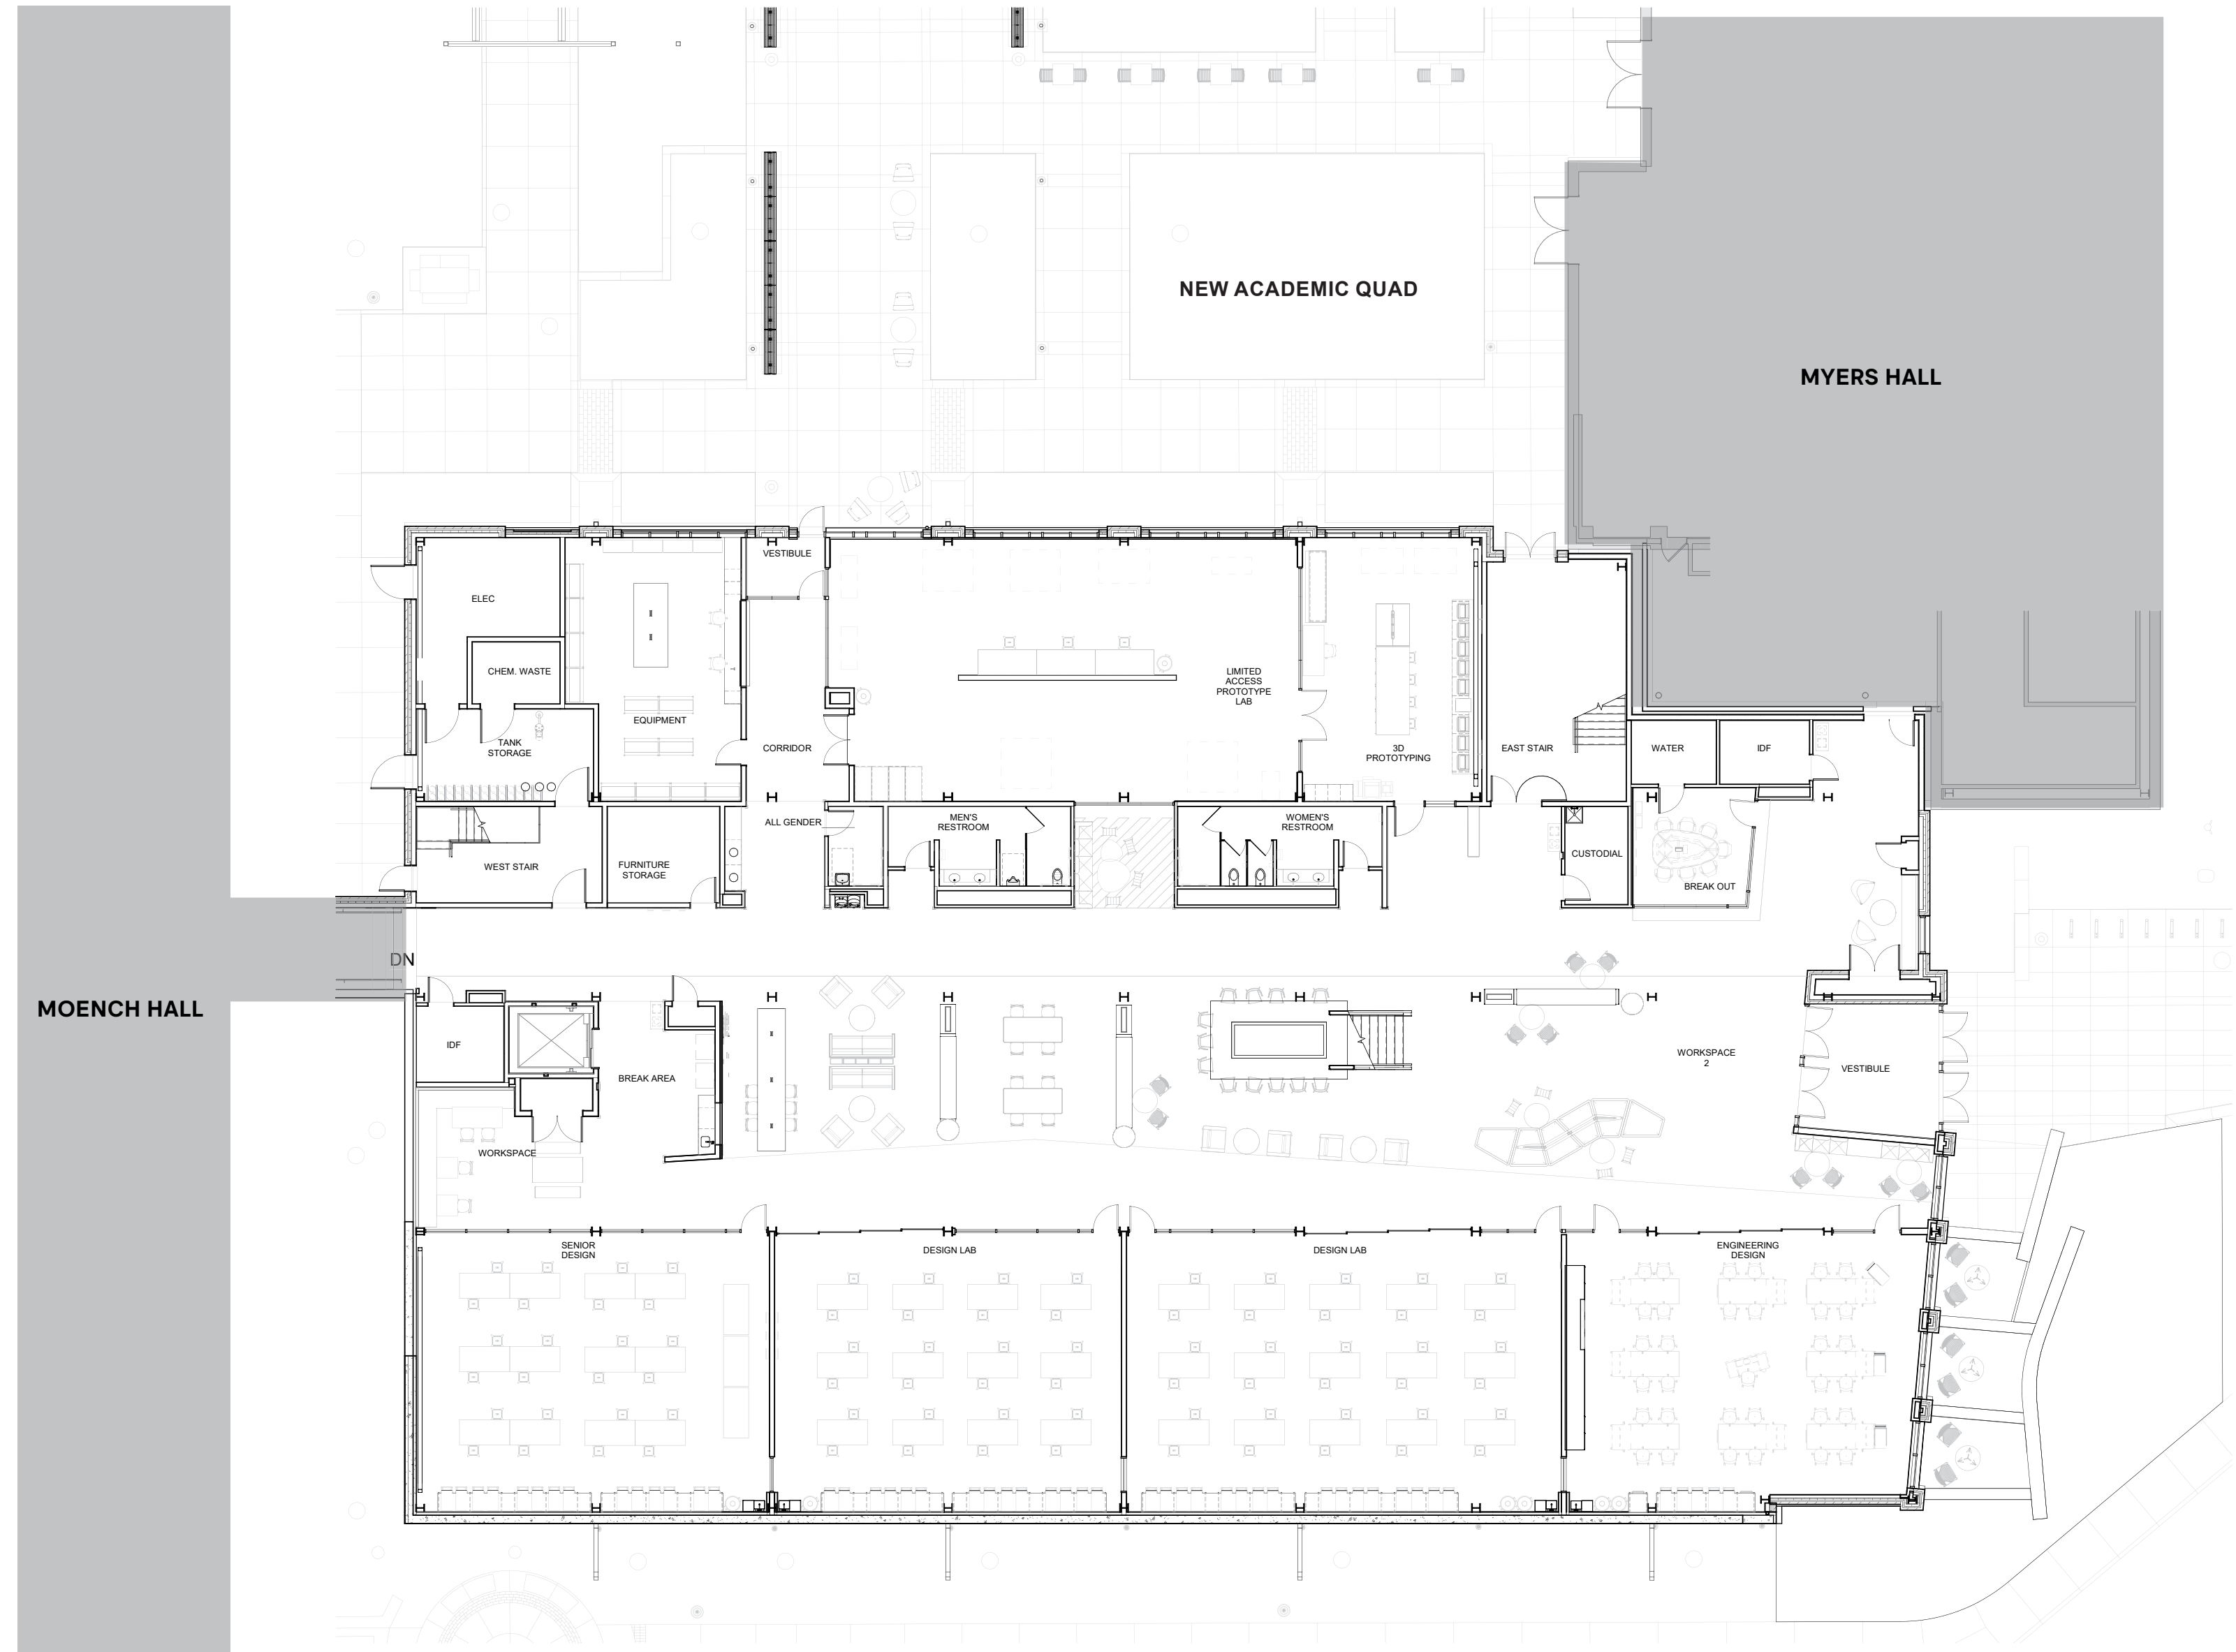 NEW ACADEMIC QUAD
MYERS HALL
VESTIBULE
ELEC
CHEM. WASTE
LIMITED
ACCESS
PROTOTYPE
LAB
EQUIPMENT
TANK
STORAGE
CORRIDOR
3D
PROTOTYPING
EAST STAIR
WATER
IDF
ALL GENDER
MEN'S
RESTROOM
WOMEN'S
RESTROOM
WEST STAIR
FURNITURE
STORAGE
CUSTODIAL
BREAK OUT
DN
MOENCH HALL
IDF
BREAK AREA
WORKSPACE
2
VESTIBULE
WORKSPACE
SENIOR
DESIGN
DESIGN LAB
DESIGN LAB
ENGINEERING
DESIGN